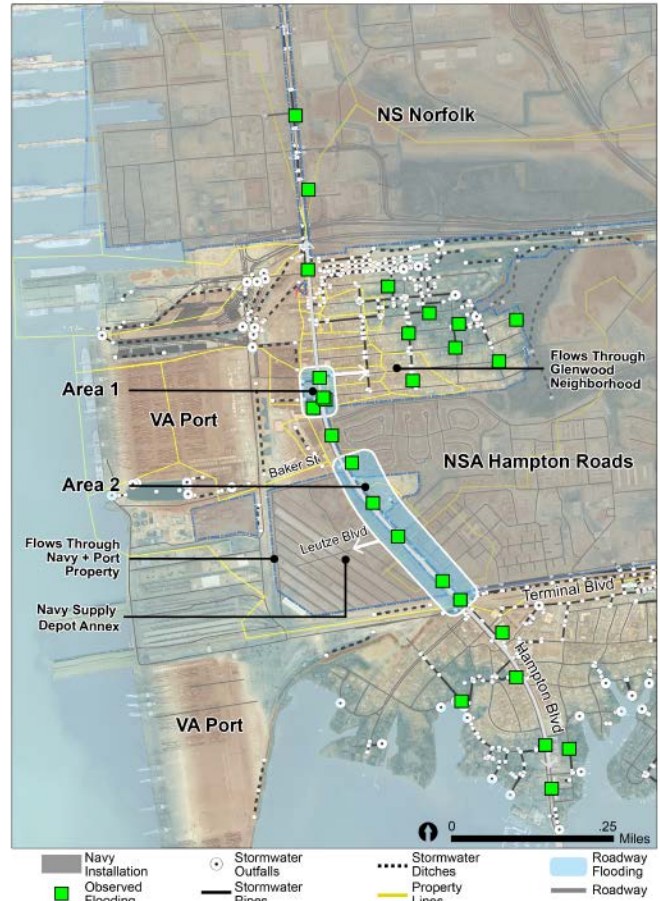 NS Norfolk
Area 1
Flows Through
Glenwood
Neighborhood
VA Port
Baker St
NSA Hampton Roads
Area 2
Leutze Blvd
Flows Through
Navy + Port
Property
Terminal Blvd
Navy Supply
Depot Annex
Hampton Blvd
VA Port
0 .25
Miles
Navy
Installation
Stormwater
Outfalls
Stormwater
Ditches
Roadway
Flooding
Observed
Flooding
Stormwater
Pipes
Property
Lines
Roadway